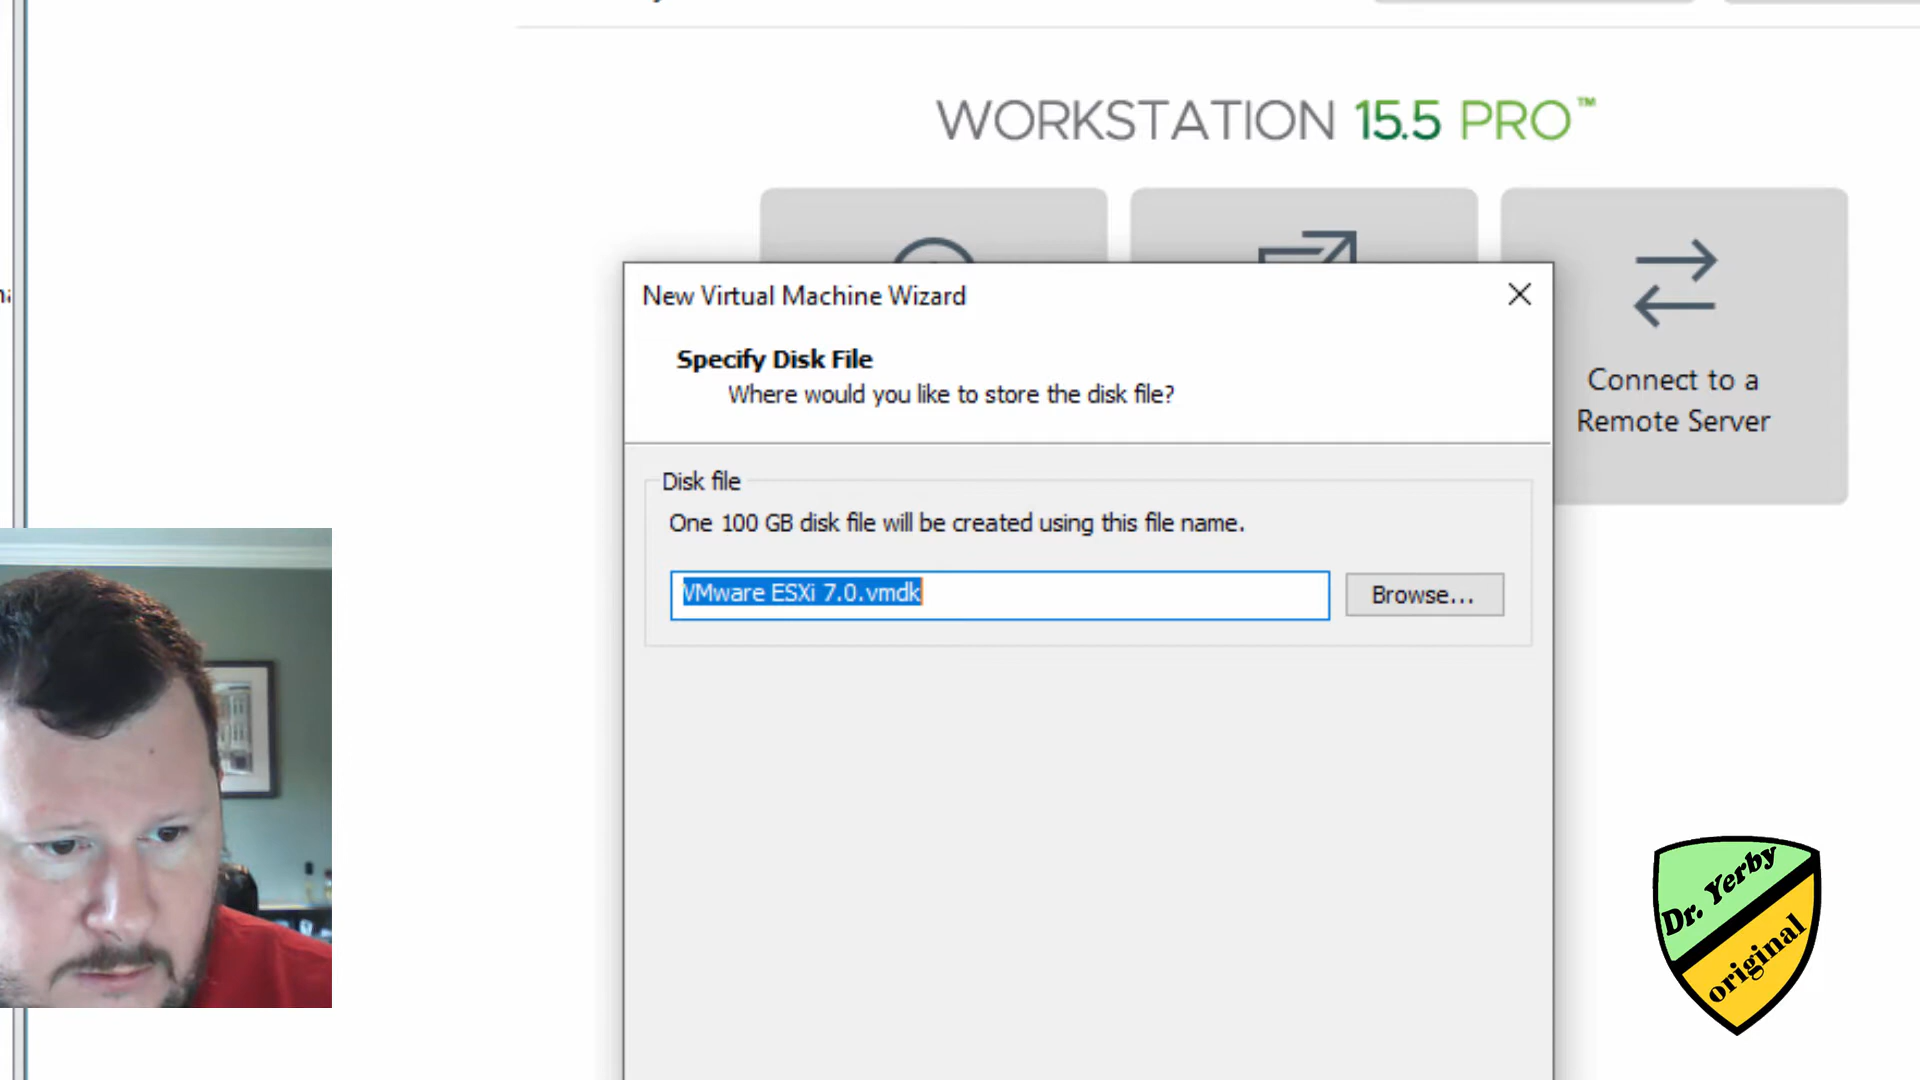 WORKSTATION 15.5 PRO™
New Virtual Machine Wizard
Specify Disk File
Where would you like to store the disk file?
Connect to a
Remote Server
Disk file
One 100 GB disk file will be created using this file name.
VMware ESXi 7.0.vmdk
Browse...
Dr. Yerby
original